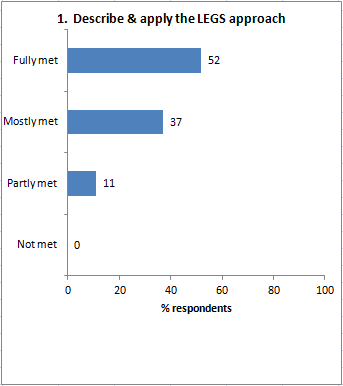 1. Describe & apply the LEGS approach
Fully met 52
Mostly met 37
Partly met 11
Not met 0
0 20 40 60 80 100
% respondents